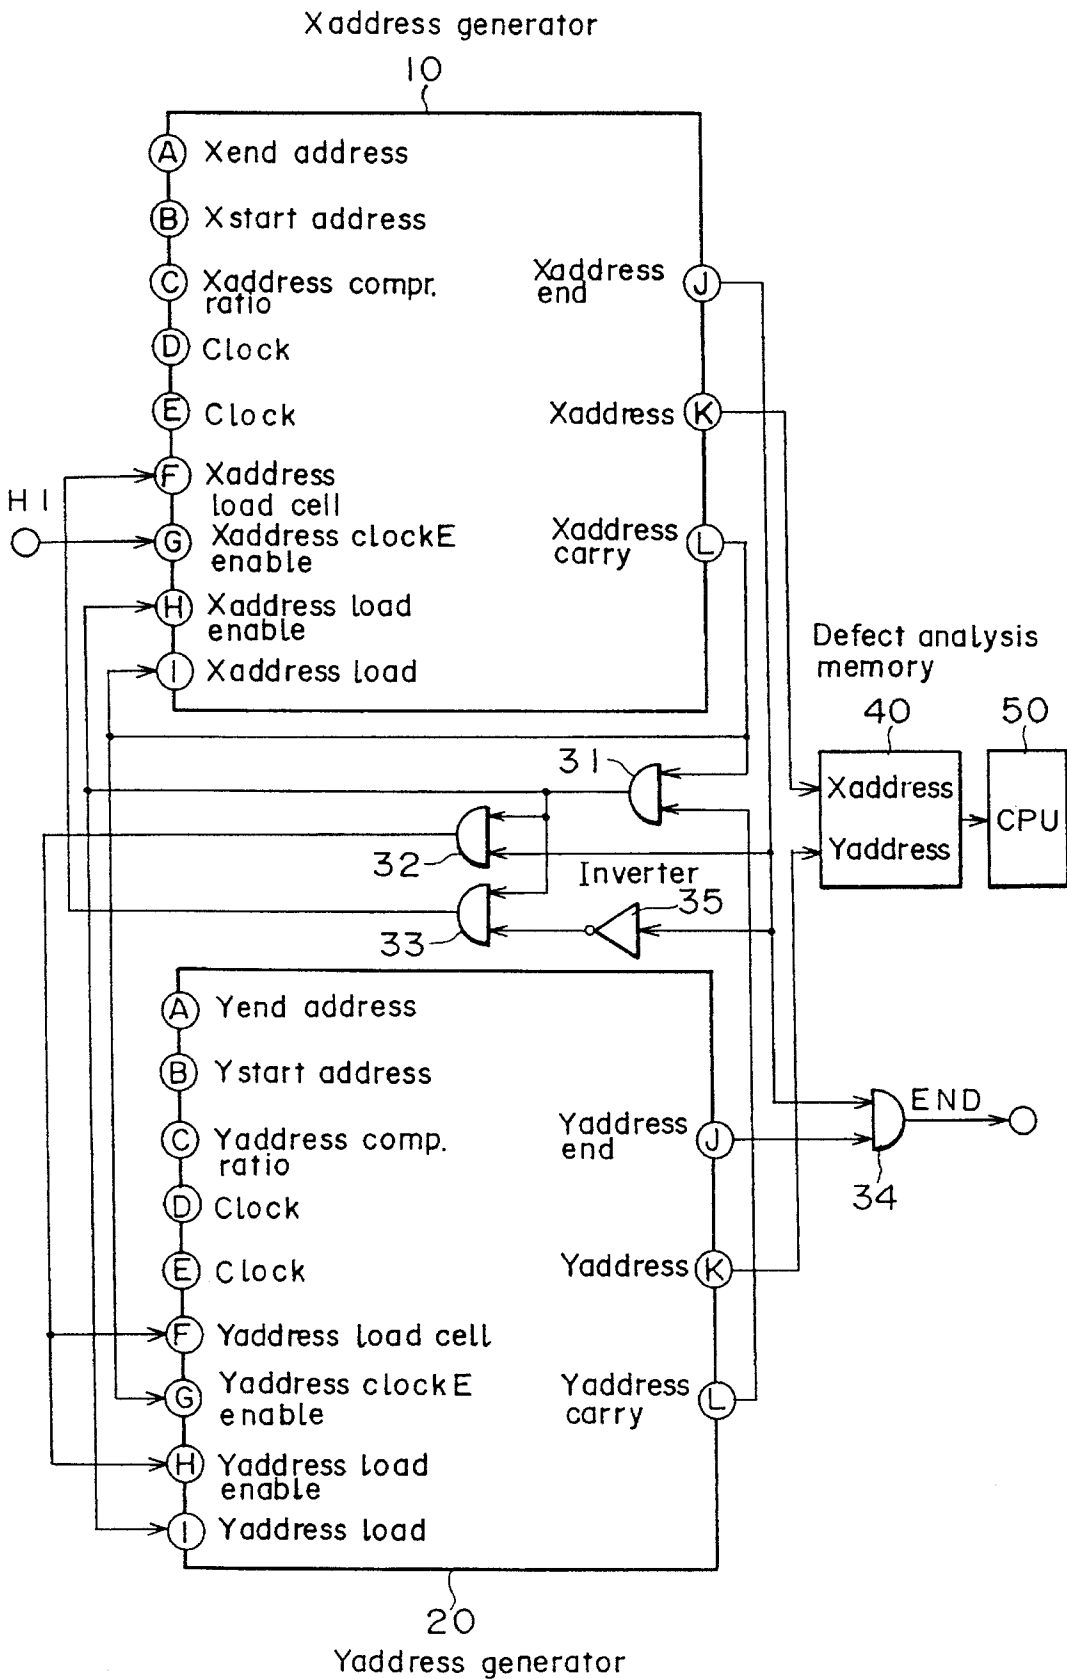 Xaddress generator
10
A Xend address
B Xstart address
C Xaddress compr.
ratio
D Clock
E Clock
F Xaddress
load cell
HI
G Xaddress clockE
enable
H Xaddress load
enable
I Xaddress load
Xaddress
end J
Xaddress K
Xaddress
carry L
Defect analysis
memory
40
50
Xaddress
Yaddress
CPU
31
32
Inverter
35
33
A Yend address
B Ystart address
C Yaddress comp.
ratio
D Clock
E Clock
F Yaddress load cell
G Yaddress clockE
enable
H Yaddress load
enable
I Yaddress load
Yaddress
end J
Yaddress K
Yaddress
carry L
END
34
20
Yaddress generator